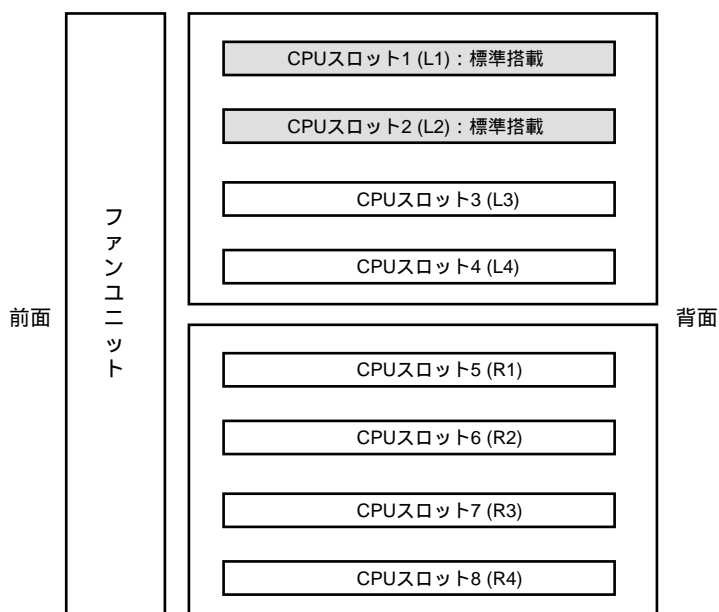 CPUスロット1 (L1)：標準搭載
CPUスロット2 (L2)：標準搭載
CPUスロット3 (L3)
CPUスロット4 (L4)
ファンユニット
前面
背面
CPUスロット5 (R1)
CPUスロット6 (R2)
CPUスロット7 (R3)
CPUスロット8 (R4)